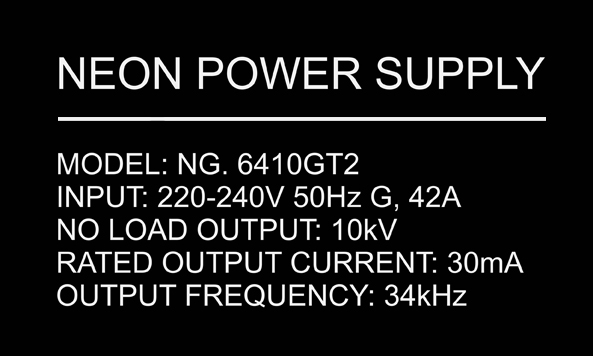 NEON POWER SUPPLY
MODEL: NG. 6410GT2
INPUT: 220-240V 50Hz G, 42A
NO LOAD OUTPUT: 10kV
RATED OUTPUT CURRENT: 30mA
OUTPUT FREQUENCY: 34kHz